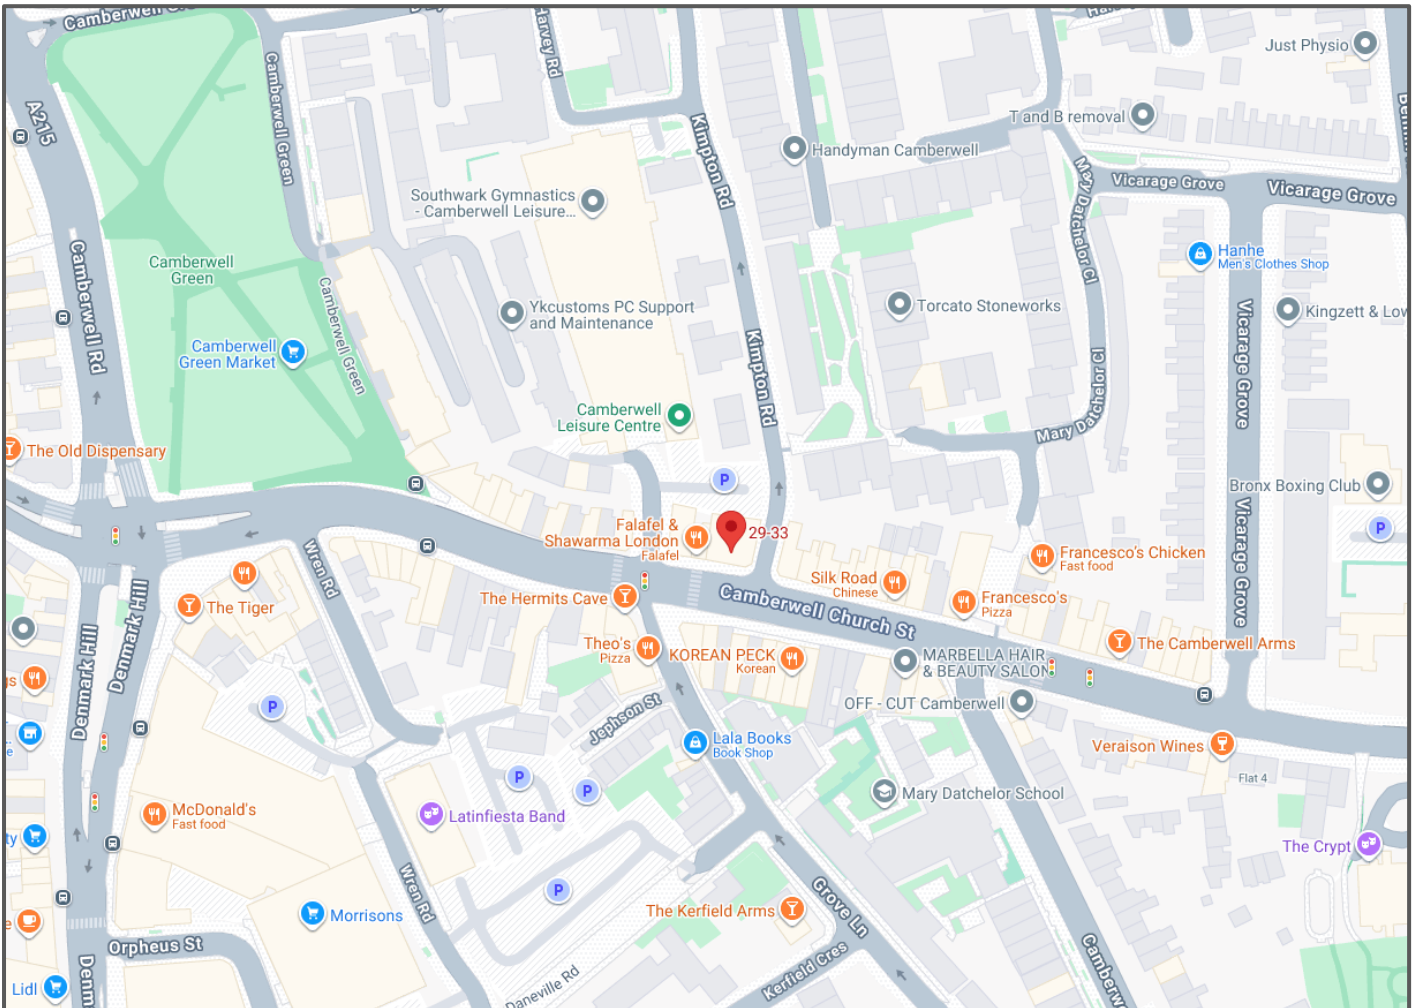 Camberwell
Harvey Rd
Just Physio
A215
Camberwell Green
T and B removal
Kimpton Rd
Handyman Camberwell
Mary Datchelor Cl
Vicarage Grove
Vicarage Grove
Southwark Gymnastics
- Camberwell Leisure...
Camberwell Rd
Camberwell
Green
Hanhe
Men's Clothes Shop
Camberwell Green
Ykcustoms PC Support
and Maintenance
Torcato Stoneworks
Vicarage Grove
Kingzett & Lov
Camberwell
Green Market
Kimpton Rd
Mary Datchelor Cl
Camberwell
Leisure Centre
The Old Dispensary
P
Bronx Boxing Club
Vicarage Grove
P
Falafel &
Shawarma London
Falafel
29-33
Francesco's Chicken
Fast food
Wren Rd
The Tiger
Denmark Hill
Denmark Hill
The Hermits Cave
Camberwell Church St
Silk Road
Chinese
Francesco's
Pizza
The Camberwell Arms
Theo's
Pizza
KOREAN PECK
Korean
MARBELLA HAIR
& BEAUTY SALON
gs
P
Jephson St
OFF - CUT Camberwell
Lala Books
Book Shop
Veraison Wines
e
P
P
Flat 4
McDonald's
Fast food
Latinfiesta Band
Mary Datchelor School
ty
The Crypt
Wren Rd
P
Grove Ln
Morrisons
The Kerfield Arms
e
Orpheus St
Kerfield Cres
Camberw
Lidl
Denm
Daneville Rd